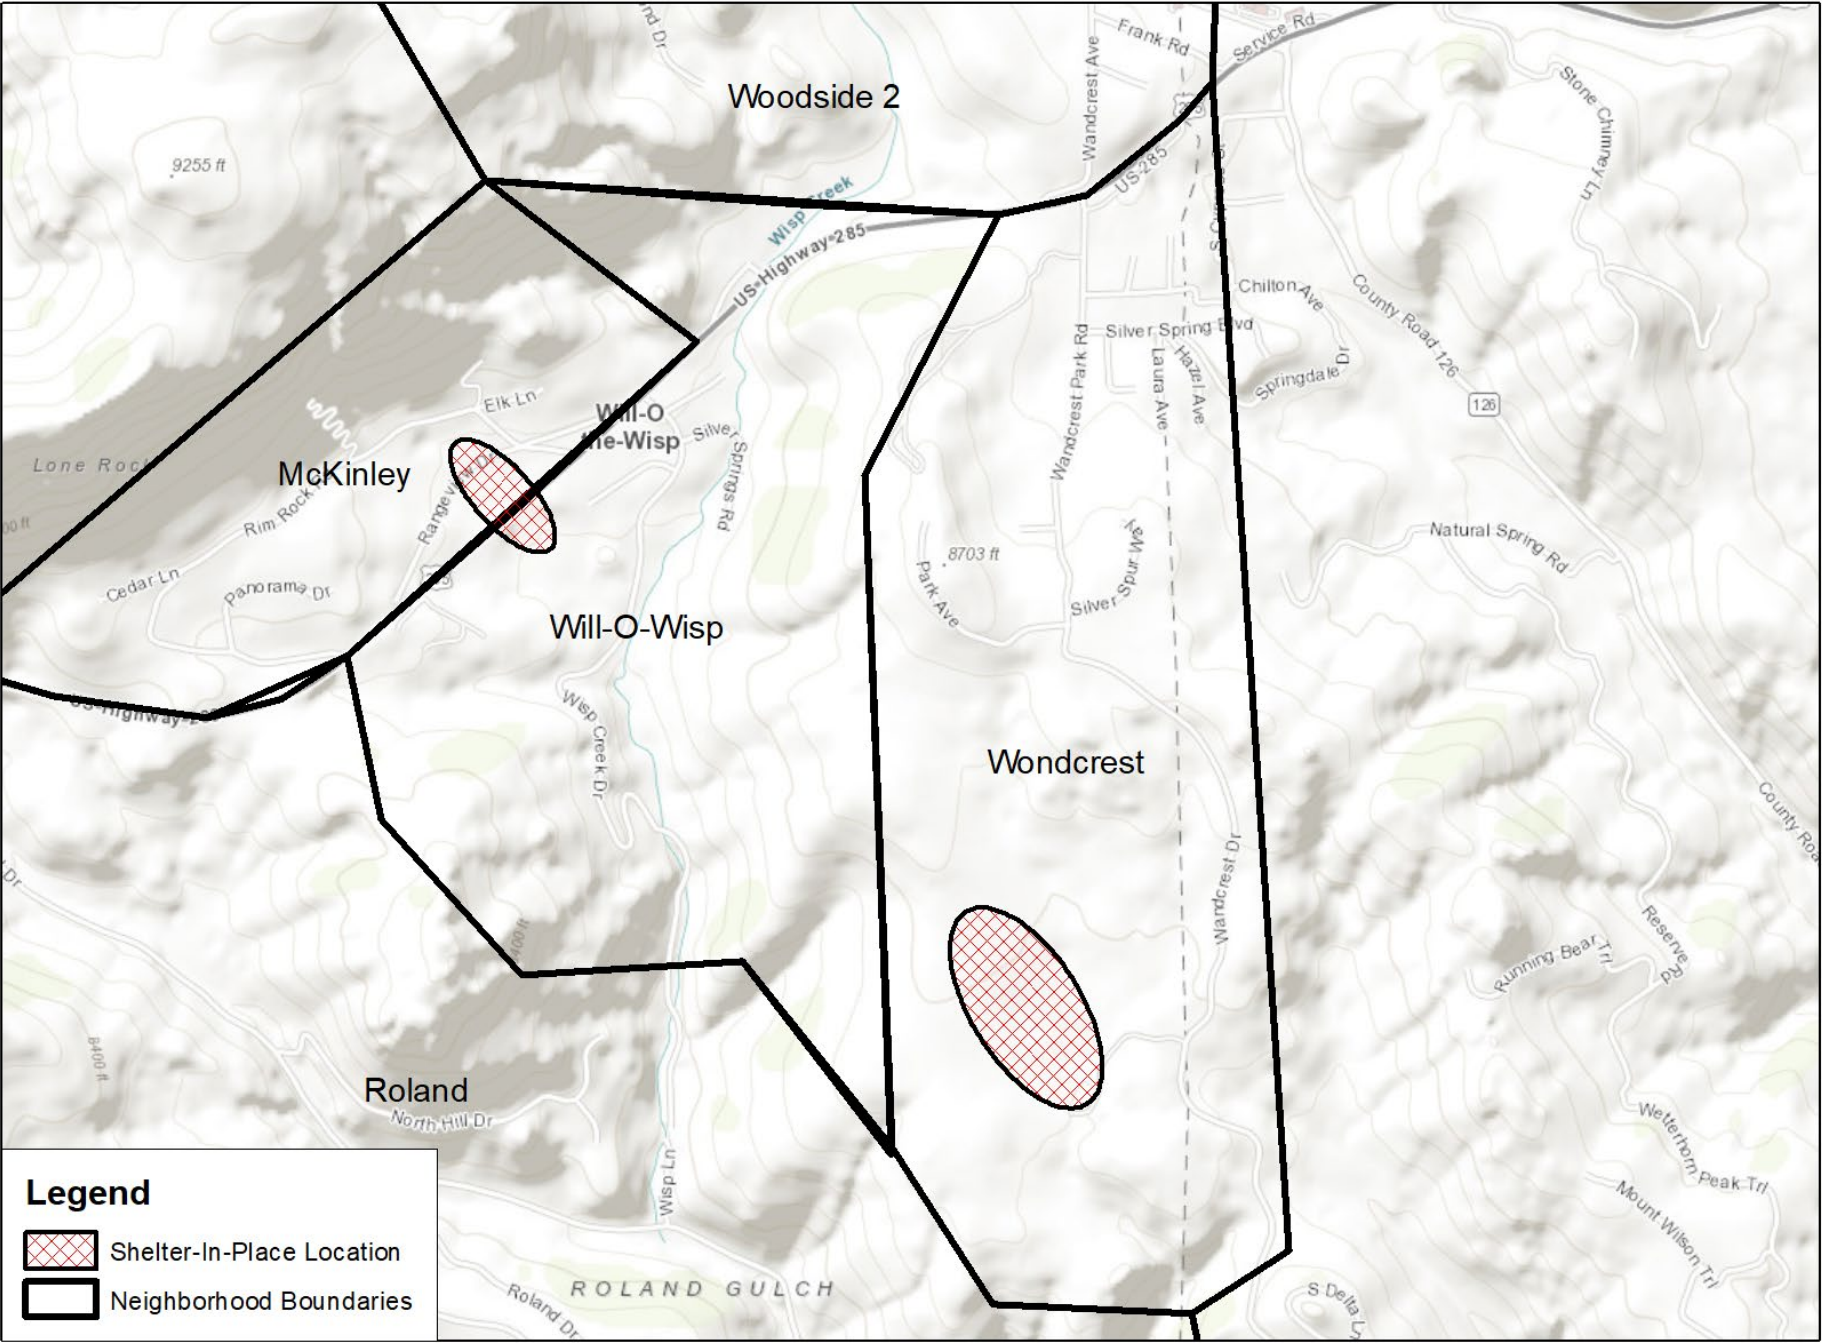 Frank Rd
Service Rd
Wandcrest Ave
Woodside 2
Stone Chimney Ln
9255 ft
US-285
Wisp Creek
US-Highway-285
Chilton Ave
County Road 126
Silver Spring Blvd
Wandcrest Park Rd
Laura Ave
Hazel Ave
Springdale Dr
126
Elk Ln
Will-O
the-Wisp
Silver Springs Rd
Lone Rock
McKinley
Rim Rock
Rangeview Dr
Natural Spring Rd
8703 ft
Silver Spur Way
Park Ave
Cedar Ln
Panorama Dr
Will-O-Wisp
US-Highway-285
Wisp Creek Dr
Wondcrest
County Roa
Wandcrest Dr
Dr
Reserve Rd
Running Bear Trl
8400 ft
Roland
North Hill Dr
Wetterhorn Peak Trl
Wisp Ln
Mount Wilson Trl
Legend
Shelter-In-Place Location
Neighborhood Boundaries
ROLAND GULCH
Roland Dr
S Delta L